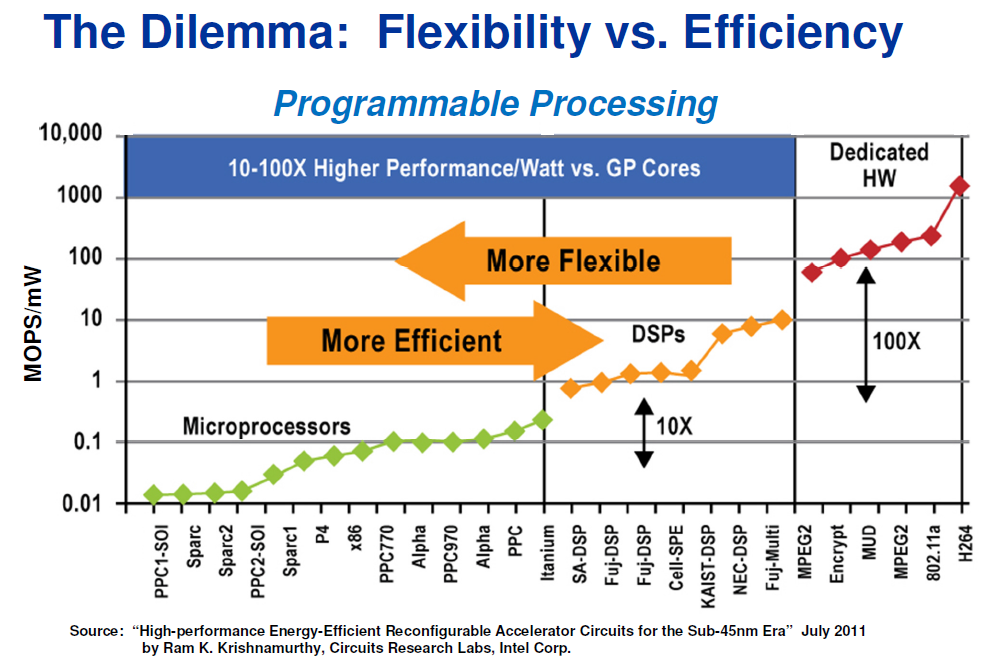 The Dilemma:  Flexibility vs. Efficiency
Programmable Processing
10,000
1000
100
10
1
0.1
0.01
MOPS/mW
10-100X Higher Performance/Watt vs. GP Cores
Dedicated
HW
More Flexible
More Efficient
DSPs
100X
Microprocessors
10X
PPC1-SOI
Sparc
Sparc2
PPC2-SOI
Sparc1
P4
x86
PPC770
Alpha
PPC970
Alpha
PPC
Itanium
SA-DSP
Fuj-DSP
Fuj-DSP
Cell-SPE
KAIST-DSP
NEC-DSP
Fuj-Multi
MPEG2
Encrypt
MUD
MPEG2
802.11a
H264
Source:  “High-performance Energy-Efficient Reconfigurable Accelerator Circuits for the Sub-45nm Era”  July 2011
by Ram K. Krishnamurthy, Circuits Research Labs, Intel Corp.